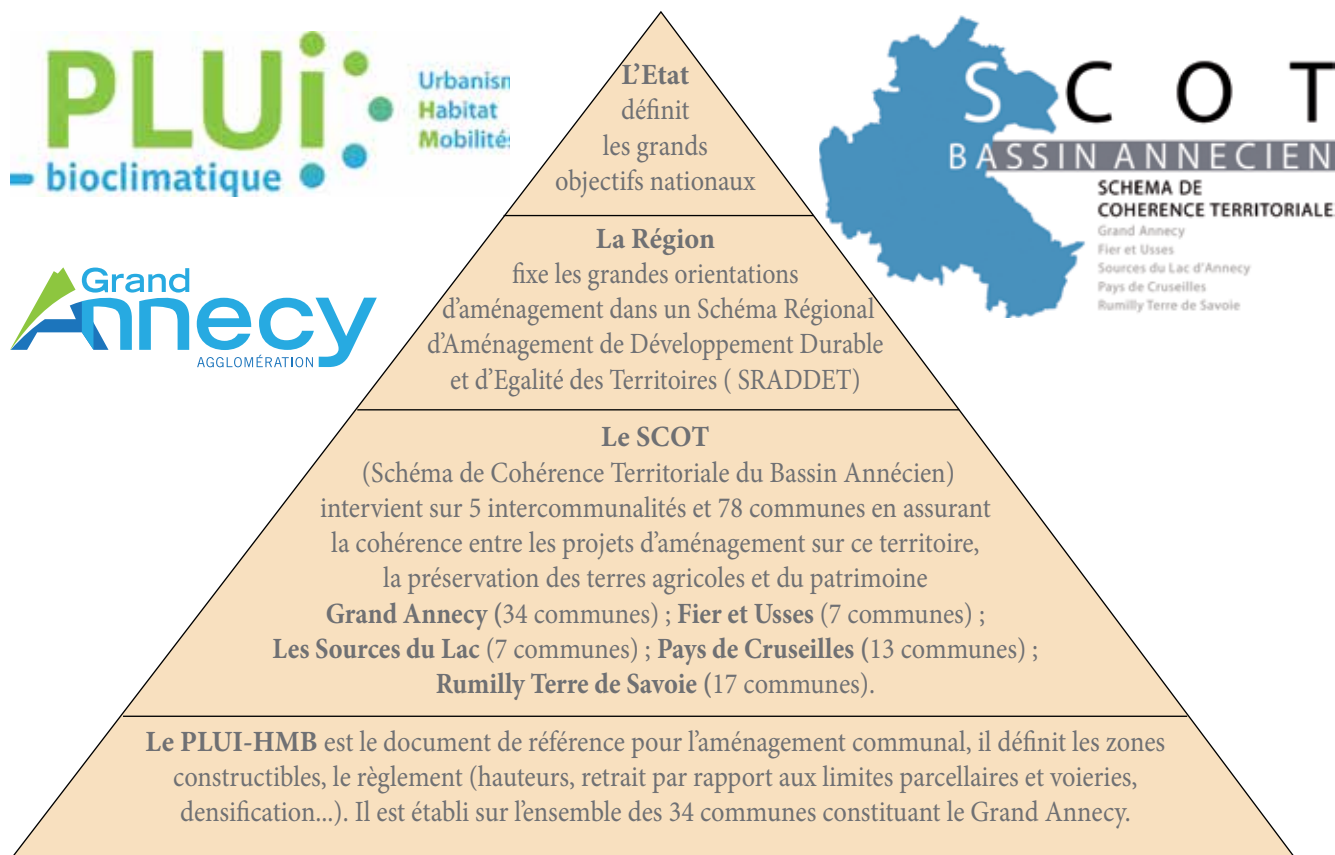 PLUi
bioclimatique
Urbanism
Habitat
Mobilités
Grand
Annecy
AGGLOMÉRATION
S C O T
BASSIN ANNECIEN
SCHEMA DE
COHERENCE TERRITORIALE
Grand Annecy
Fier et Usses
Sources du Lac d'Annecy
Pays de Cruseilles
Rumilly Terre de Savoie
L'Etat
définit
les grands
objectifs nationaux
La Région
fixe les grandes orientations
d'aménagement dans un Schéma Régional
d'Aménagement de Développement Durable
et d'Egalité des Territoires ( SRADDET)
Le SCOT
(Schéma de Cohérence Territoriale du Bassin Annécien)
intervient sur 5 intercommunalités et 78 communes en assurant
la cohérence entre les projets d'aménagement sur ce territoire,
la préservation des terres agricoles et du patrimoine
Grand Annecy (34 communes) ; Fier et Usses (7 communes) ;
Les Sources du Lac (7 communes) ; Pays de Cruseilles (13 communes) ;
Rumilly Terre de Savoie (17 communes).
Le PLUI-HMB est le document de référence pour l'aménagement communal, il définit les zones
constructibles, le règlement (hauteurs, retrait par rapport aux limites parcellaires et voieries,
densification...). Il est établi sur l'ensemble des 34 communes constituant le Grand Annecy.